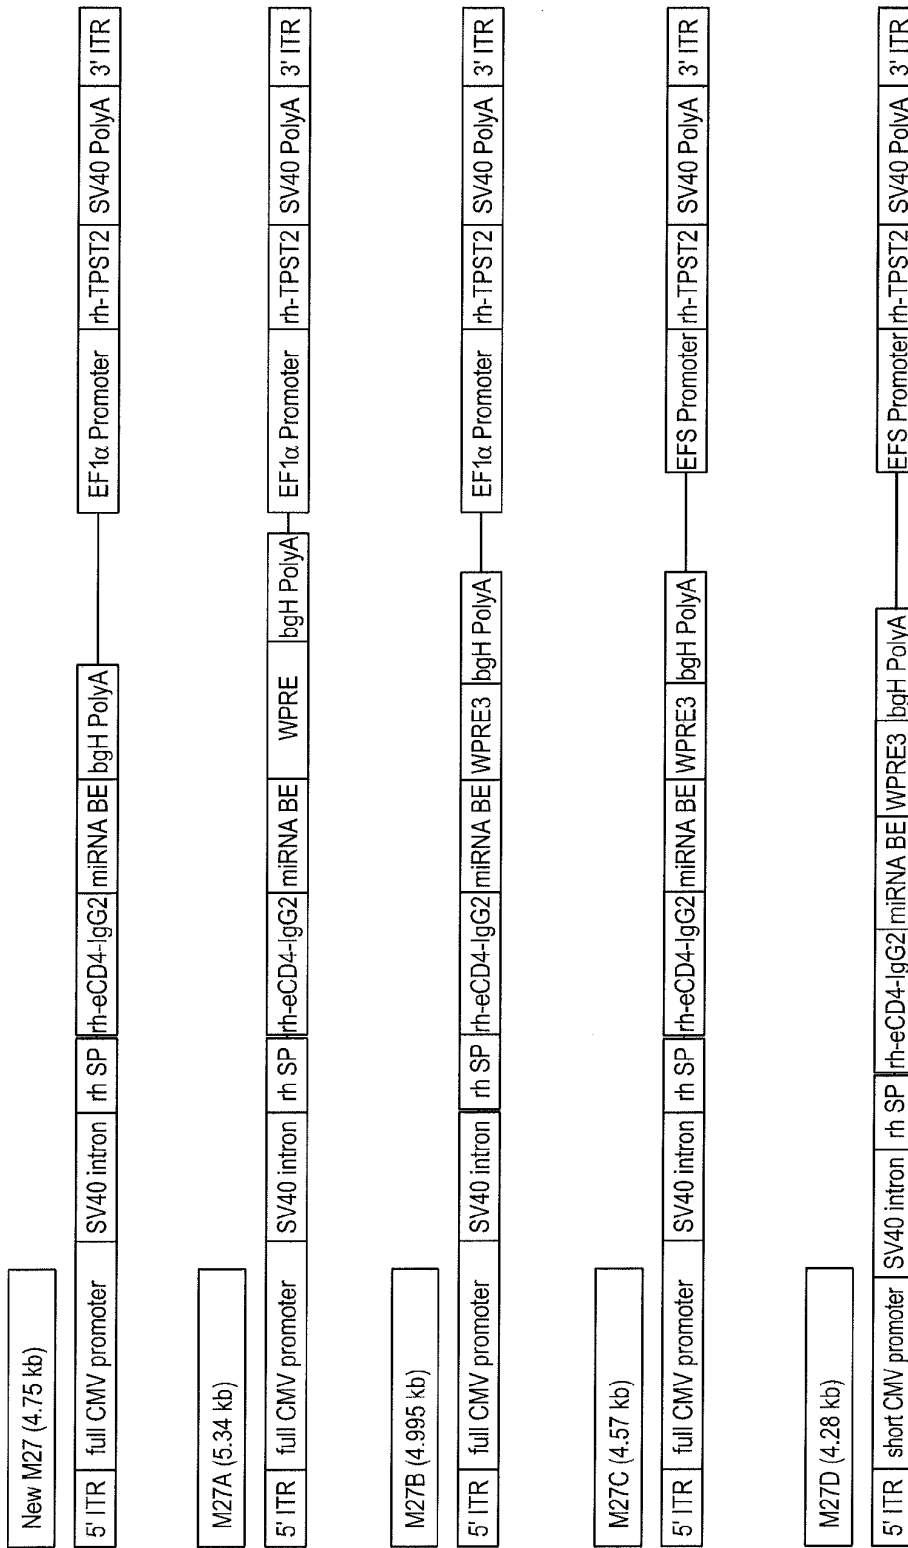 New M27 (4.75 kb)
5' ITR full CMV promoter SV40 intron rh SP rh-eCD4-IgG2 miRNA BE bgH PolyA EF1α Promoter rh-TPST2 SV40 PolyA 3' ITR
M27A (5.34 kb)
5' ITR full CMV promoter SV40 intron rh SP rh-eCD4-IgG2 miRNA BE WPRE bgH PolyA EF1α Promoter rh-TPST2 SV40 PolyA 3' ITR
M27B (4.995 kb)
5' ITR full CMV promoter SV40 intron rh SP rh-eCD4-IgG2 miRNA BE WPRE3 bgH PolyA EF1α Promoter rh-TPST2 SV40 PolyA 3' ITR
M27C (4.57 kb)
5' ITR full CMV promoter SV40 intron rh SP rh-eCD4-IgG2 miRNA BE WPRE3 bgH PolyA EFS Promoter rh-TPST2 SV40 PolyA 3' ITR
M27D (4.28 kb)
5' ITR short CMV promoter SV40 intron rh SP rh-eCD4-IgG2 miRNA BE WPRE3 bgH PolyA EFS Promoter rh-TPST2 SV40 PolyA 3' ITR